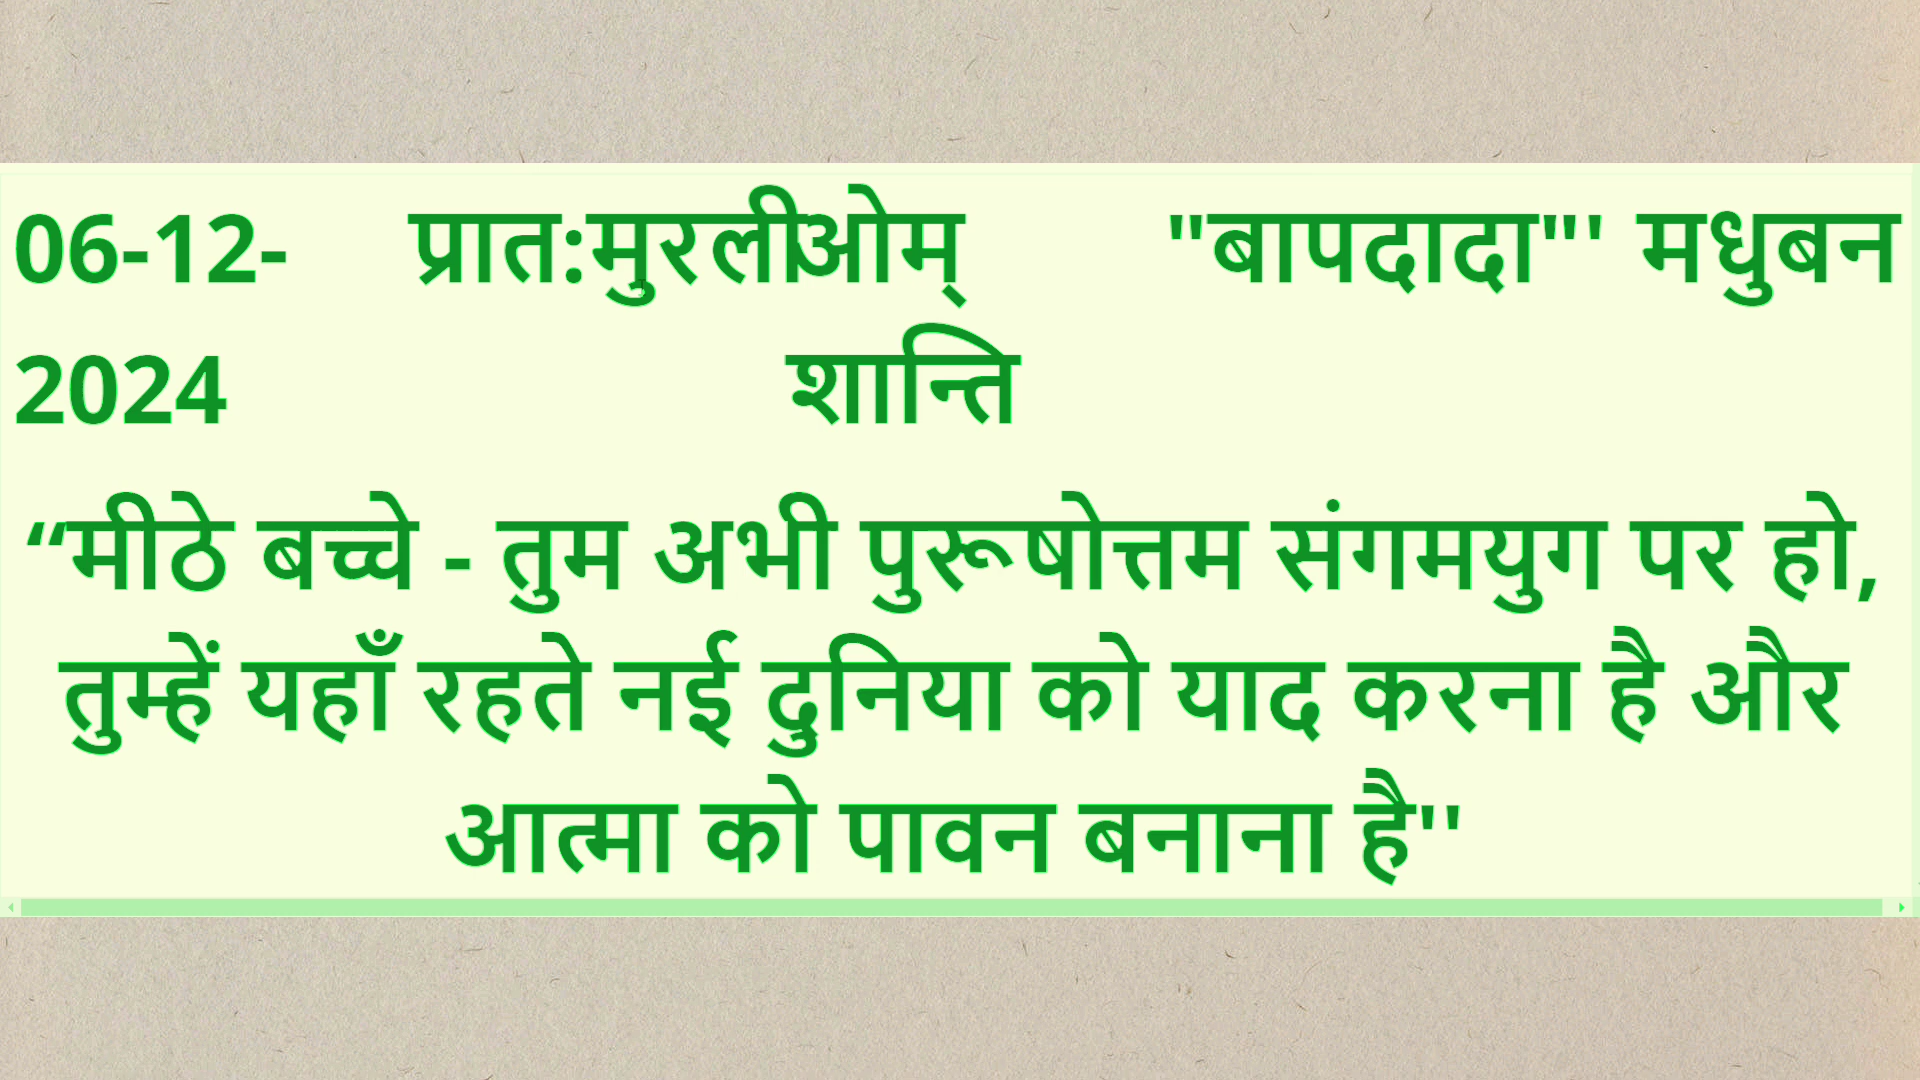 06-12- प्रात:मुरली ओम् "बापदादा"' मधुबन
2024 शान्ति
“मीठे बच्चे - तुम अभी पुरूषोत्तम संगमयुग पर हो,
तुम्हें यहाँ रहते नई दुनिया को याद करना है और
आत्मा को पावन बनाना है''